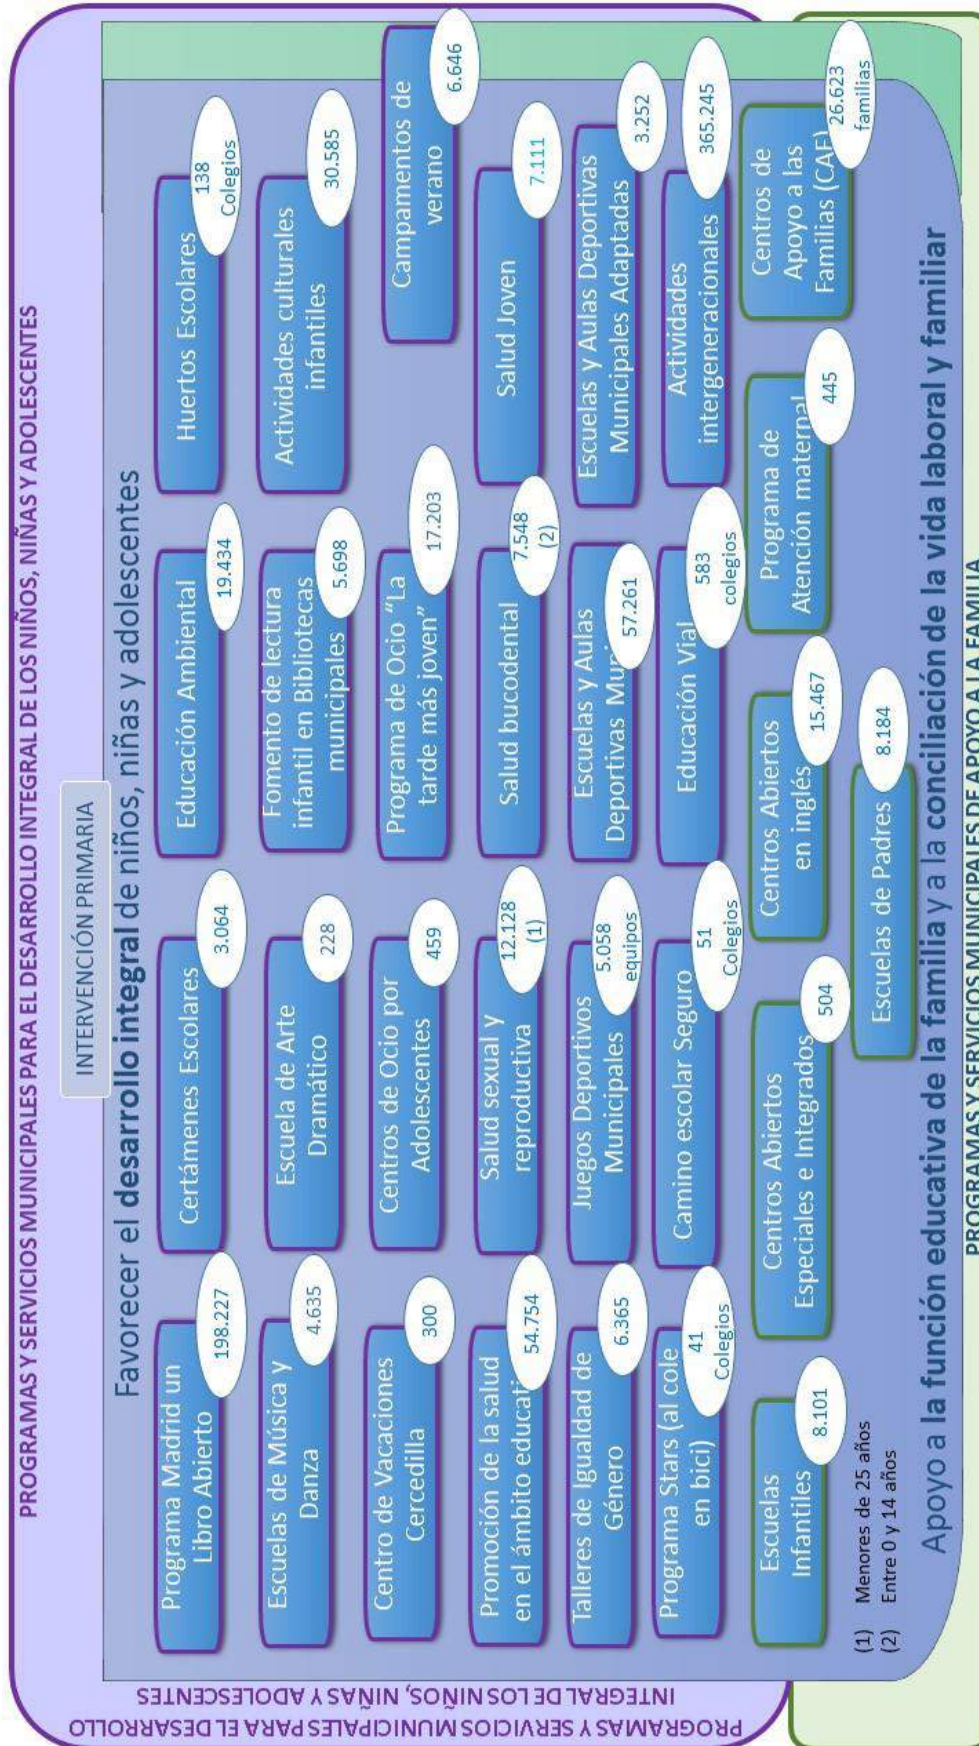 PROGRAMAS Y SERVICIOS MUNICIPALES PARA EL DESARROLLO INTEGRAL DE LOS NIÑOS, NIÑAS Y ADOLESCENTES
INTERVENCIÓN PRIMARIA
Favorecer el desarrollo integral de niños, niñas y adolescentes
Programa Madrid un
Libro Abierto
198.227
Certámenes Escolares
3.064
Educación Ambiental
19.434
Huertos Escolares
138
Colegios
Escuelas de Música y
Danza
4.635
Escuela de Arte
Dramático
228
Fomento de lectura
infantil en Bibliotecas
municipales
5.698
Actividades culturales
infantiles
30.585
Centro de Vacaciones
Cercedilla
300
Centros de Ocio por
Adolescentes
459
Programa de Ocio “La
tarde más joven”
17.203
Campamentos de
verano
6.646
Promoción de la salud
en el ámbito educati
54.754
Salud sexual y
reproductiva
12.128
(1)
Salud bucodental
7.548
(2)
Salud Joven
7.111
Talleres de Igualdad de
Género
6.365
Juegos Deportivos
Municipales
5.058
equipos
Escuelas y Aulas
Deportivas Muni
57.261
Escuelas y Aulas Deportivas
Municipales Adaptadas
3.252
Programa Stars (al cole
en bici)
41
Colegios
Camino escolar Seguro
51
Colegios
Educación Vial
583
colegios
Actividades
intergeneracionales
365.245
Escuelas
Infantiles
8.101
Centros Abiertos
Especiales e Integrados
504
Centros Abiertos
en inglés
15.467
Programa de
Atención maternal
445
Centros de
Apoyo a las
Familias (CAF)
26.623
familias
Escuelas de Padres
8.184
(1) Menores de 25 años
(2) Entre 0 y 14 años
Apoyo a la función educativa de la familia y a la conciliación de la vida laboral y familiar
PROGRAMAS Y SERVICIOS MUNICIPALES DE APOYO A LA FAMILIA
PROGRAMAS Y SERVICIOS MUNICIPALES PARA EL DESARROLLO
INTEGRAL DE LOS NIÑOS, NIÑAS Y ADOLESCENTES